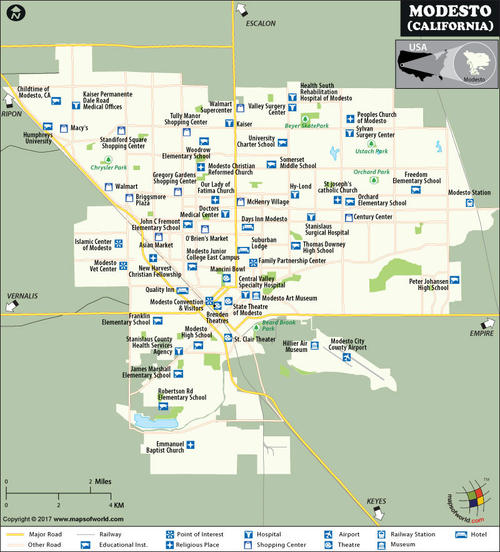 MODESTO
(CALIFORNIA)
ESCALON
USA
Modesto
Childtime of
Modesto, CA
Kaiser Permanente
Dale Road
Medical Offices
RIPON
Humphreys
University
Macy's
Standiford Square
Shopping Center
Tully Manor
Shopping Center
Walmart
Supercenter
Valley Surgery
Center
Health South
Rehabilitation
Hospital of Modesto
Kaiser
Beyer SkatePark
Peoples Church
of Modesto
Sylvan
Surgery Center
University
Charter School
Ustach Park
Woodrow
Elementary School
Chrysler Park
Modesto Christian
Reformed Church
Somerset
Middle School
Orchard Park
Gregory Gardens
Shopping Center
Our Lady of
Fatima Church
Hy-Lond
St Joseph's
catholic Church
Freedom
Elementary School
Walmart
Briggsmore
Plaza
McHenry Village
Orchard
Elementary School
Modesto Station
Doctors
Medical Center
John C Fremont
Elementary School
Days Inn Modesto
Century Center
Stanislaus
Surgical Hospital
Islamic Center
of Modesto
Asian Market
O'Brien's Market
Suburban
Lodge
Thomas Downey
High School
Modesto Junior
College East Campus
Modesto
Vet Center
New Harvest
Christian Fellowship
Family Partnership Center
Mancini Bowl
Central Valley
Specialty Hospital
Peter Johansen
High School
Quality Inn
Modesto Art Museum
VERNALIS
Modesto Convention
& Visitors
State Theatre
of Modesto
Brenden
Theatres
Franklin
Elementary School
Beard Brook
Park
EMPIRE
Modesto
High School
St. Clair Theater
Hillier Air
Museum
Modesto City
County Airport
Stanislaus County
Health Services
Agency
James Marshall
Elementary School
Robertson Rd
Elementary School
Emmanuel
Baptist Church
0 2 Miles
0 4 KM
KEYES
mapsofworld.com
Copyright © 2017 www.mapsofworld.com
Major Road Railway Point of Interest Hospital Airport Railway Station Hotel
Other Road Educational Inst. Religious Place Shopping Center Theatre Museum